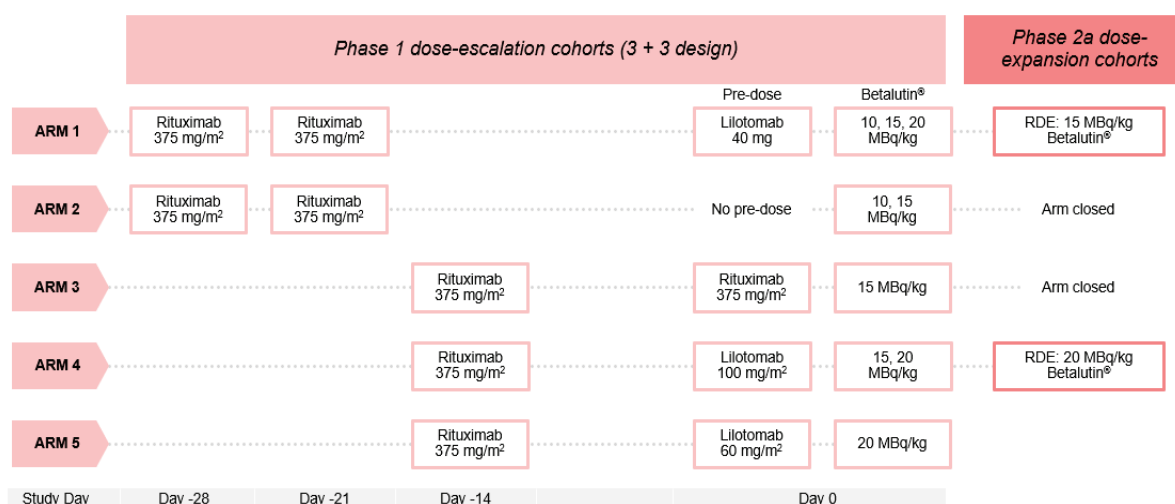 Phase 1 dose-escalation cohorts (3 + 3 design)
Phase 2a dose-
expansion cohorts
Pre-dose
Betalutin®
ARM 1
Rituximab
375 mg/m²
Rituximab
375 mg/m²
Lilotomab
40 mg
10, 15, 20
MBq/kg
RDE: 15 MBq/kg
Betalutin®
ARM 2
Rituximab
375 mg/m²
Rituximab
375 mg/m²
No pre-dose
10, 15
MBq/kg
Arm closed
ARM 3
Rituximab
375 mg/m²
Rituximab
375 mg/m²
15 MBq/kg
Arm closed
ARM 4
Rituximab
375 mg/m²
Lilotomab
100 mg/m²
15, 20
MBq/kg
RDE: 20 MBq/kg
Betalutin®
ARM 5
Rituximab
375 mg/m²
Lilotomab
60 mg/m²
20 MBq/kg
Study Day
Day -28
Day -21
Day -14
Day 0